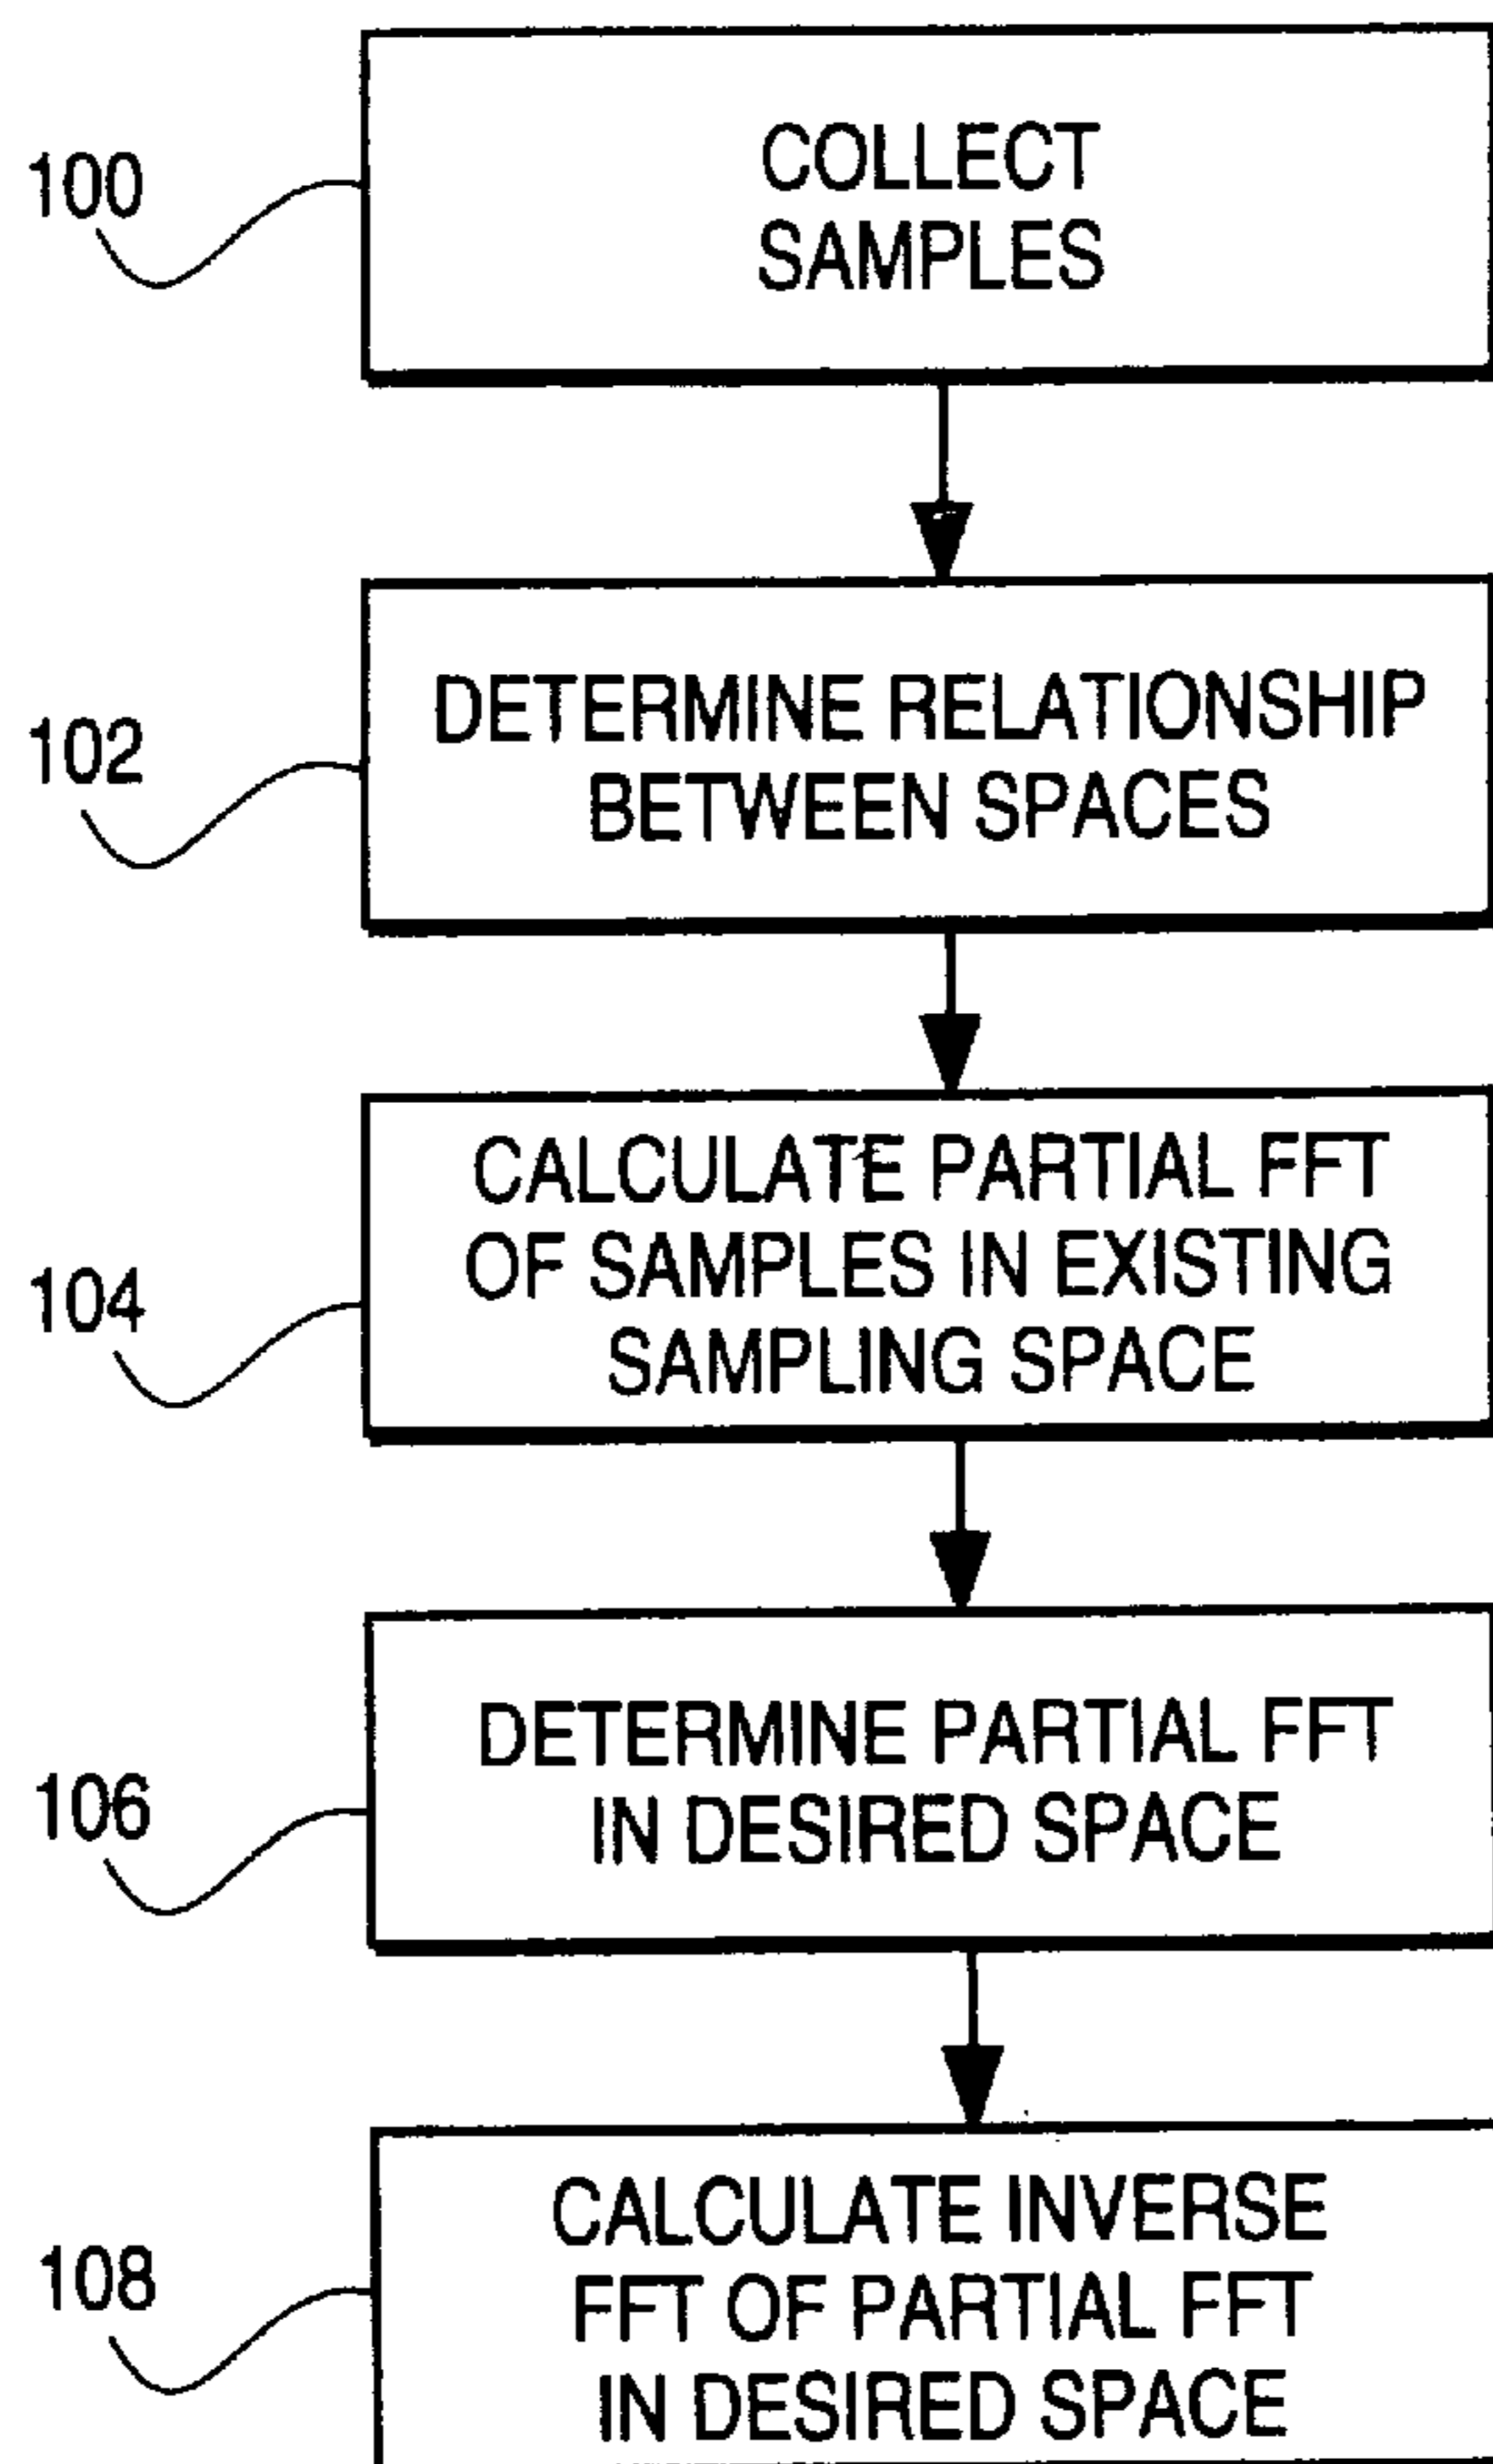 100
COLLECT
SAMPLES
102
DETERMINE RELATIONSHIP
BETWEEN SPACES
104
CALCULATE PARTIAL FFT
OF SAMPLES IN EXISTING
SAMPLING SPACE
106
DETERMINE PARTIAL FFT
IN DESIRED SPACE
108
CALCULATE INVERSE
FFT OF PARTIAL FFT
IN DESIRED SPACE